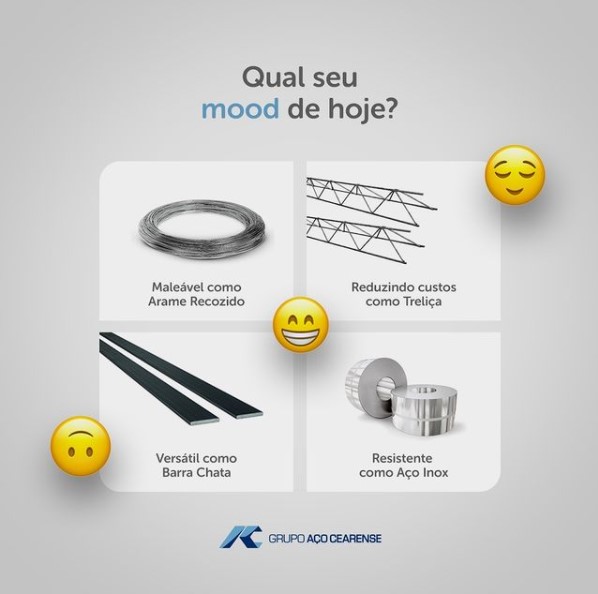 Qual seu
mood de hoje?
Maleável como
Arame Recozido
Reduzindo custos
como Treliça
Versátil como
Barra Chata
Resistente
como Aço Inox
GRUPO AÇO CEARENSE